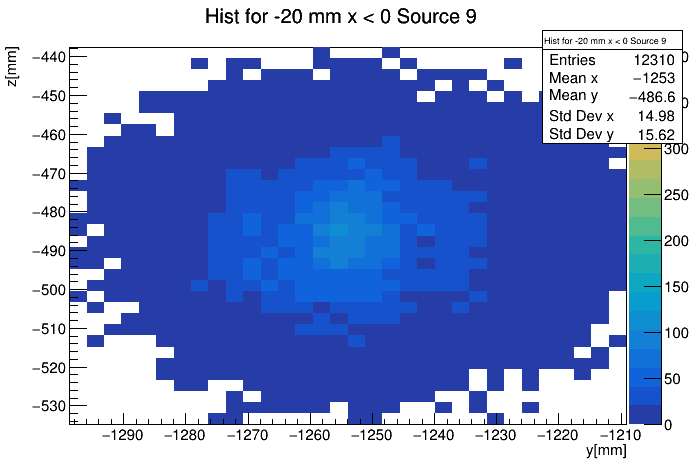 Hist for -20 mm x < 0 Source 9
z[mm]
Hist for -20 mm x < 0 Source 9
Entries 12310
Mean x −1253
Mean y −486.6
Std Dev x 14.98
Std Dev y 15.62
−440
−450
−460
−470
−480
−490
−500
−510
−520
−530
0
0
300
250
200
150
100
50
0
−1290 −1280 −1270 −1260 −1250 −1240 −1230 −1220 −1210
y[mm]